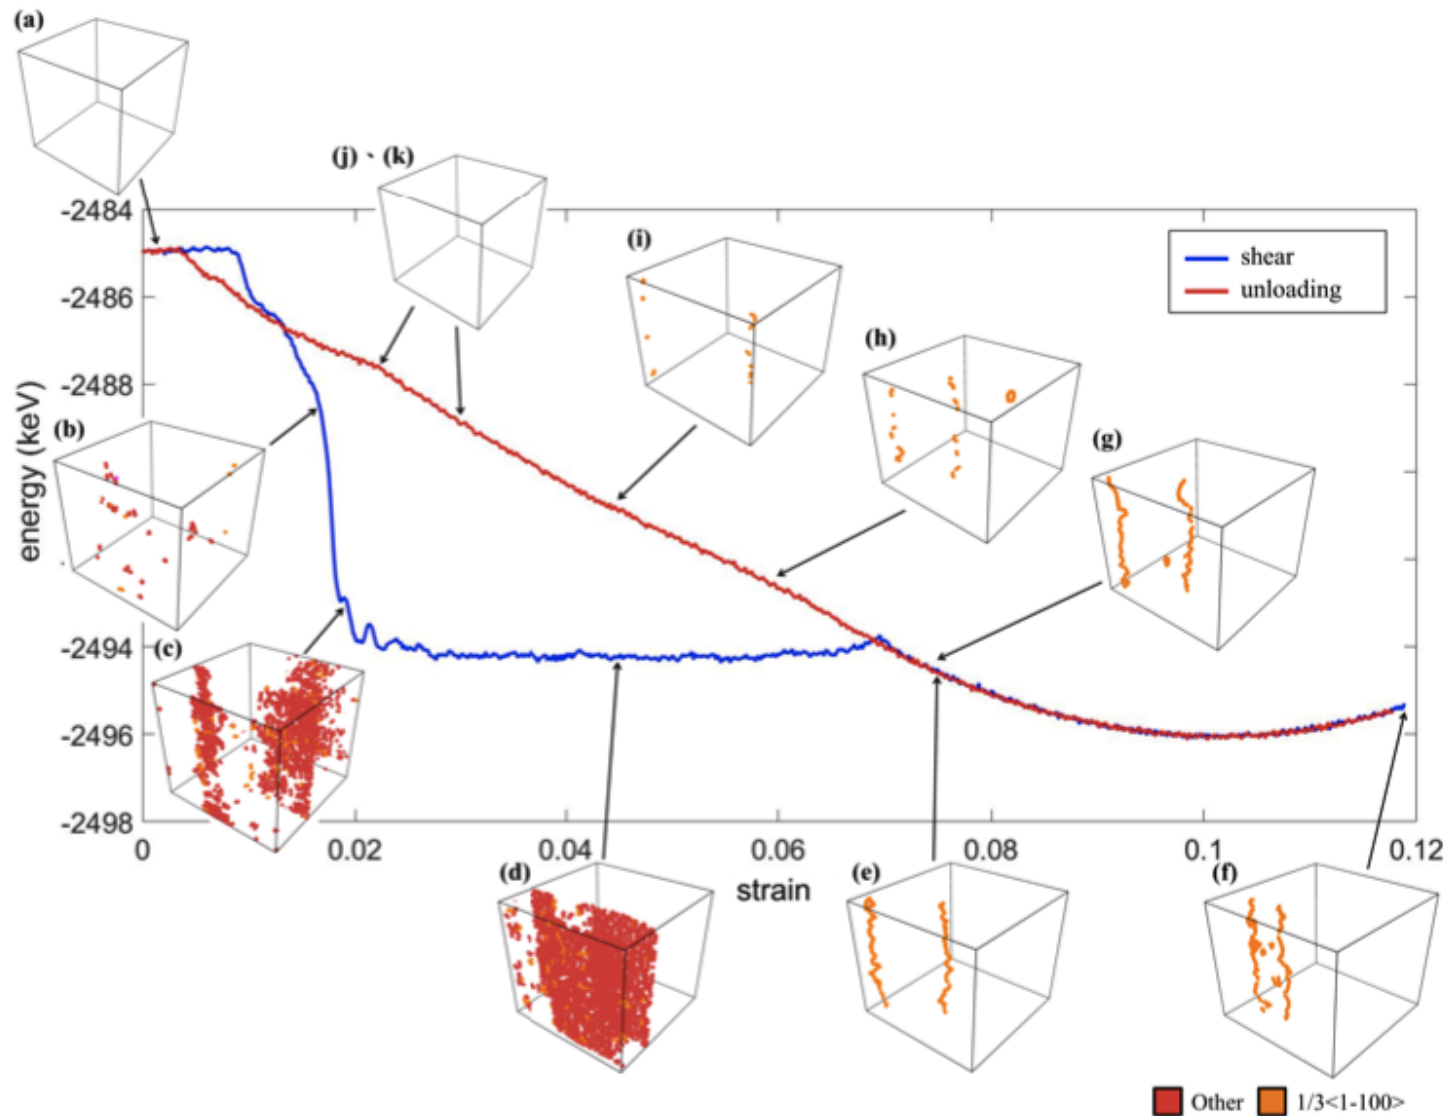 (a)
(j)、(k)
-2484
(i)
shear
unloading
-2486
(h)
-2488
(b)
(g)
energy (keV)
-2494
(c)
-2496
-2498
0
0.02
0.04
0.06
0.08
0.1
0.12
strain
(d)
(e)
(f)
Other
1/3<1-100>